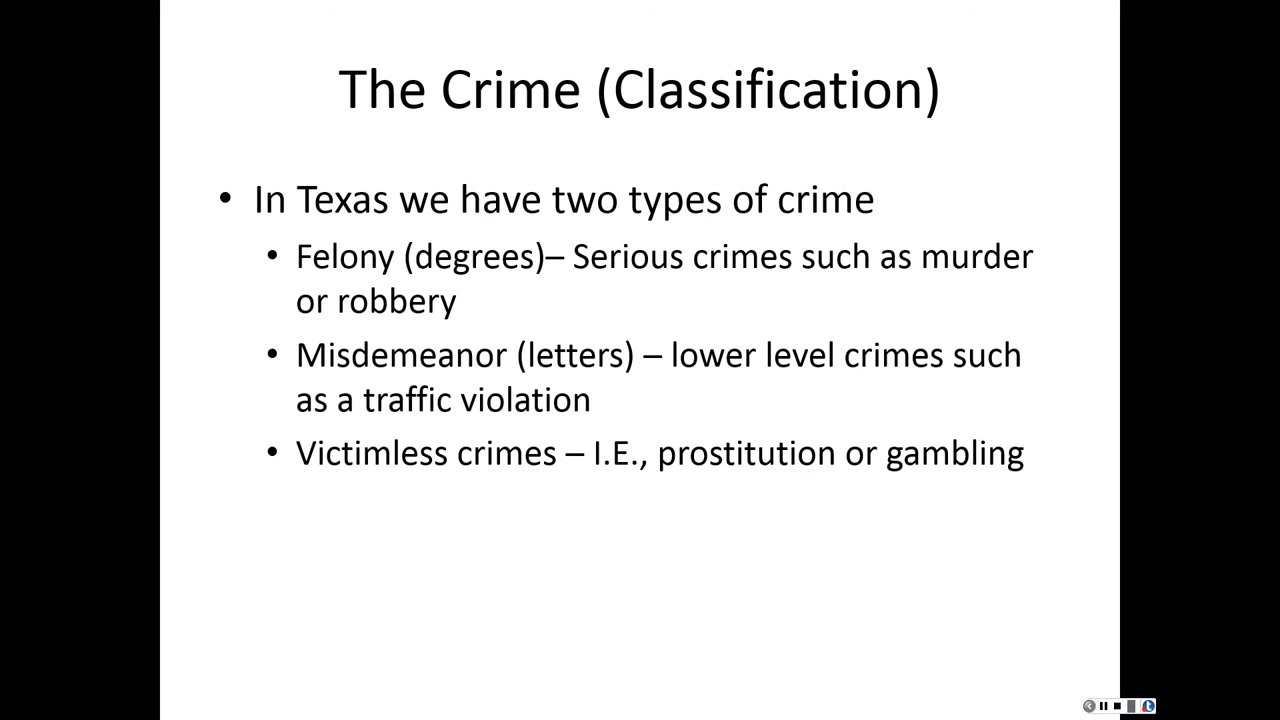 The Crime (Classification)
• In Texas we have two types of crime
• Felony (degrees)– Serious crimes such as murder
or robbery
• Misdemeanor (letters) – lower level crimes such
as a traffic violation
• Victimless crimes – I.E., prostitution or gambling